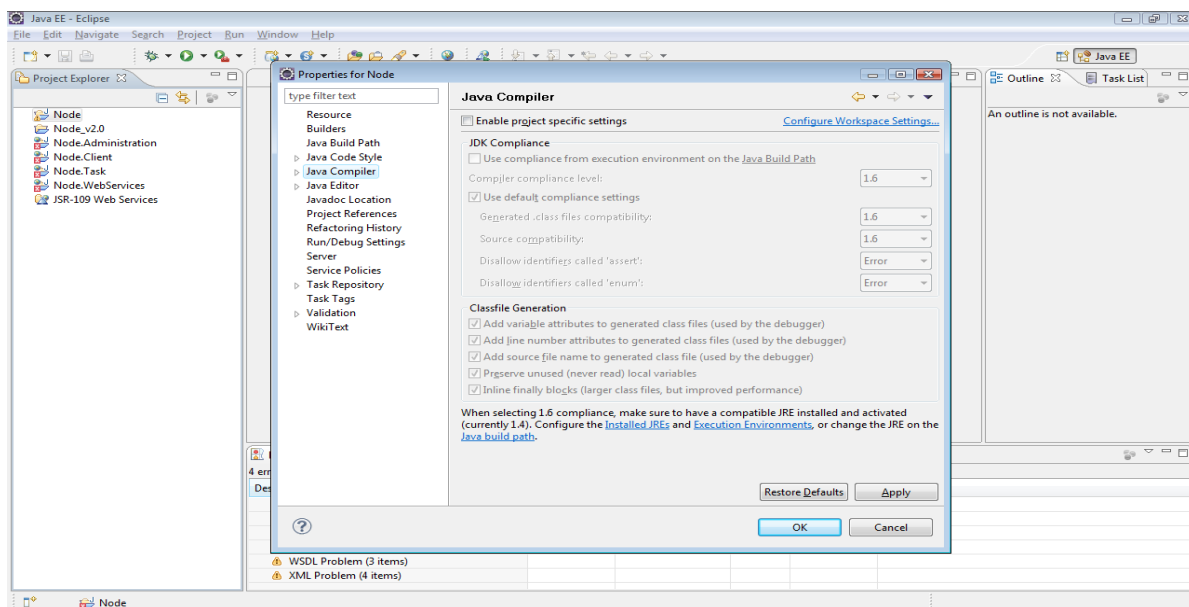 Java EE - Eclipse
File Edit Navigate Search Project Run Window Help
Java EE
Project Explorer
Node
Node_v2.0
Node.Administration
Node.Client
Node.Task
Node.WebServices
JSR-109 Web Services
Properties for Node
type filter text
Resource
Builders
Java Build Path
Java Code Style
Java Compiler
Java Editor
Javadoc Location
Project References
Refactoring History
Run/Debug Settings
Server
Service Policies
Task Repository
Task Tags
Validation
WikiText
Java Compiler
Enable project specific settings Configure Workspace Settings...
JDK Compliance
Use compliance from execution environment on the Java Build Path
Compiler compliance level: 1.6
Use default compliance settings
Generated .class files compatibility: 1.6
Source compatibility: 1.6
Disallow identifiers called 'assert': Error
Disallow identifiers called 'enum': Error
Classfile Generation
Add variable attributes to generated class files (used by the debugger)
Add line number attributes to generated class files (used by the debugger)
Add source file name to generated class file (used by the debugger)
Preserve unused (never read) local variables
Inline finally blocks (larger class files, but improved performance)
When selecting 1.6 compliance, make sure to have a compatible JRE installed and activated
(currently 1.4). Configure the Installed JREs and Execution Environments, or change the JRE on the
Java build path.
Restore Defaults Apply
OK Cancel
Outline Task List
An outline is not available.
4 err
Des
WSDL Problem (3 items)
XML Problem (4 items)
Node